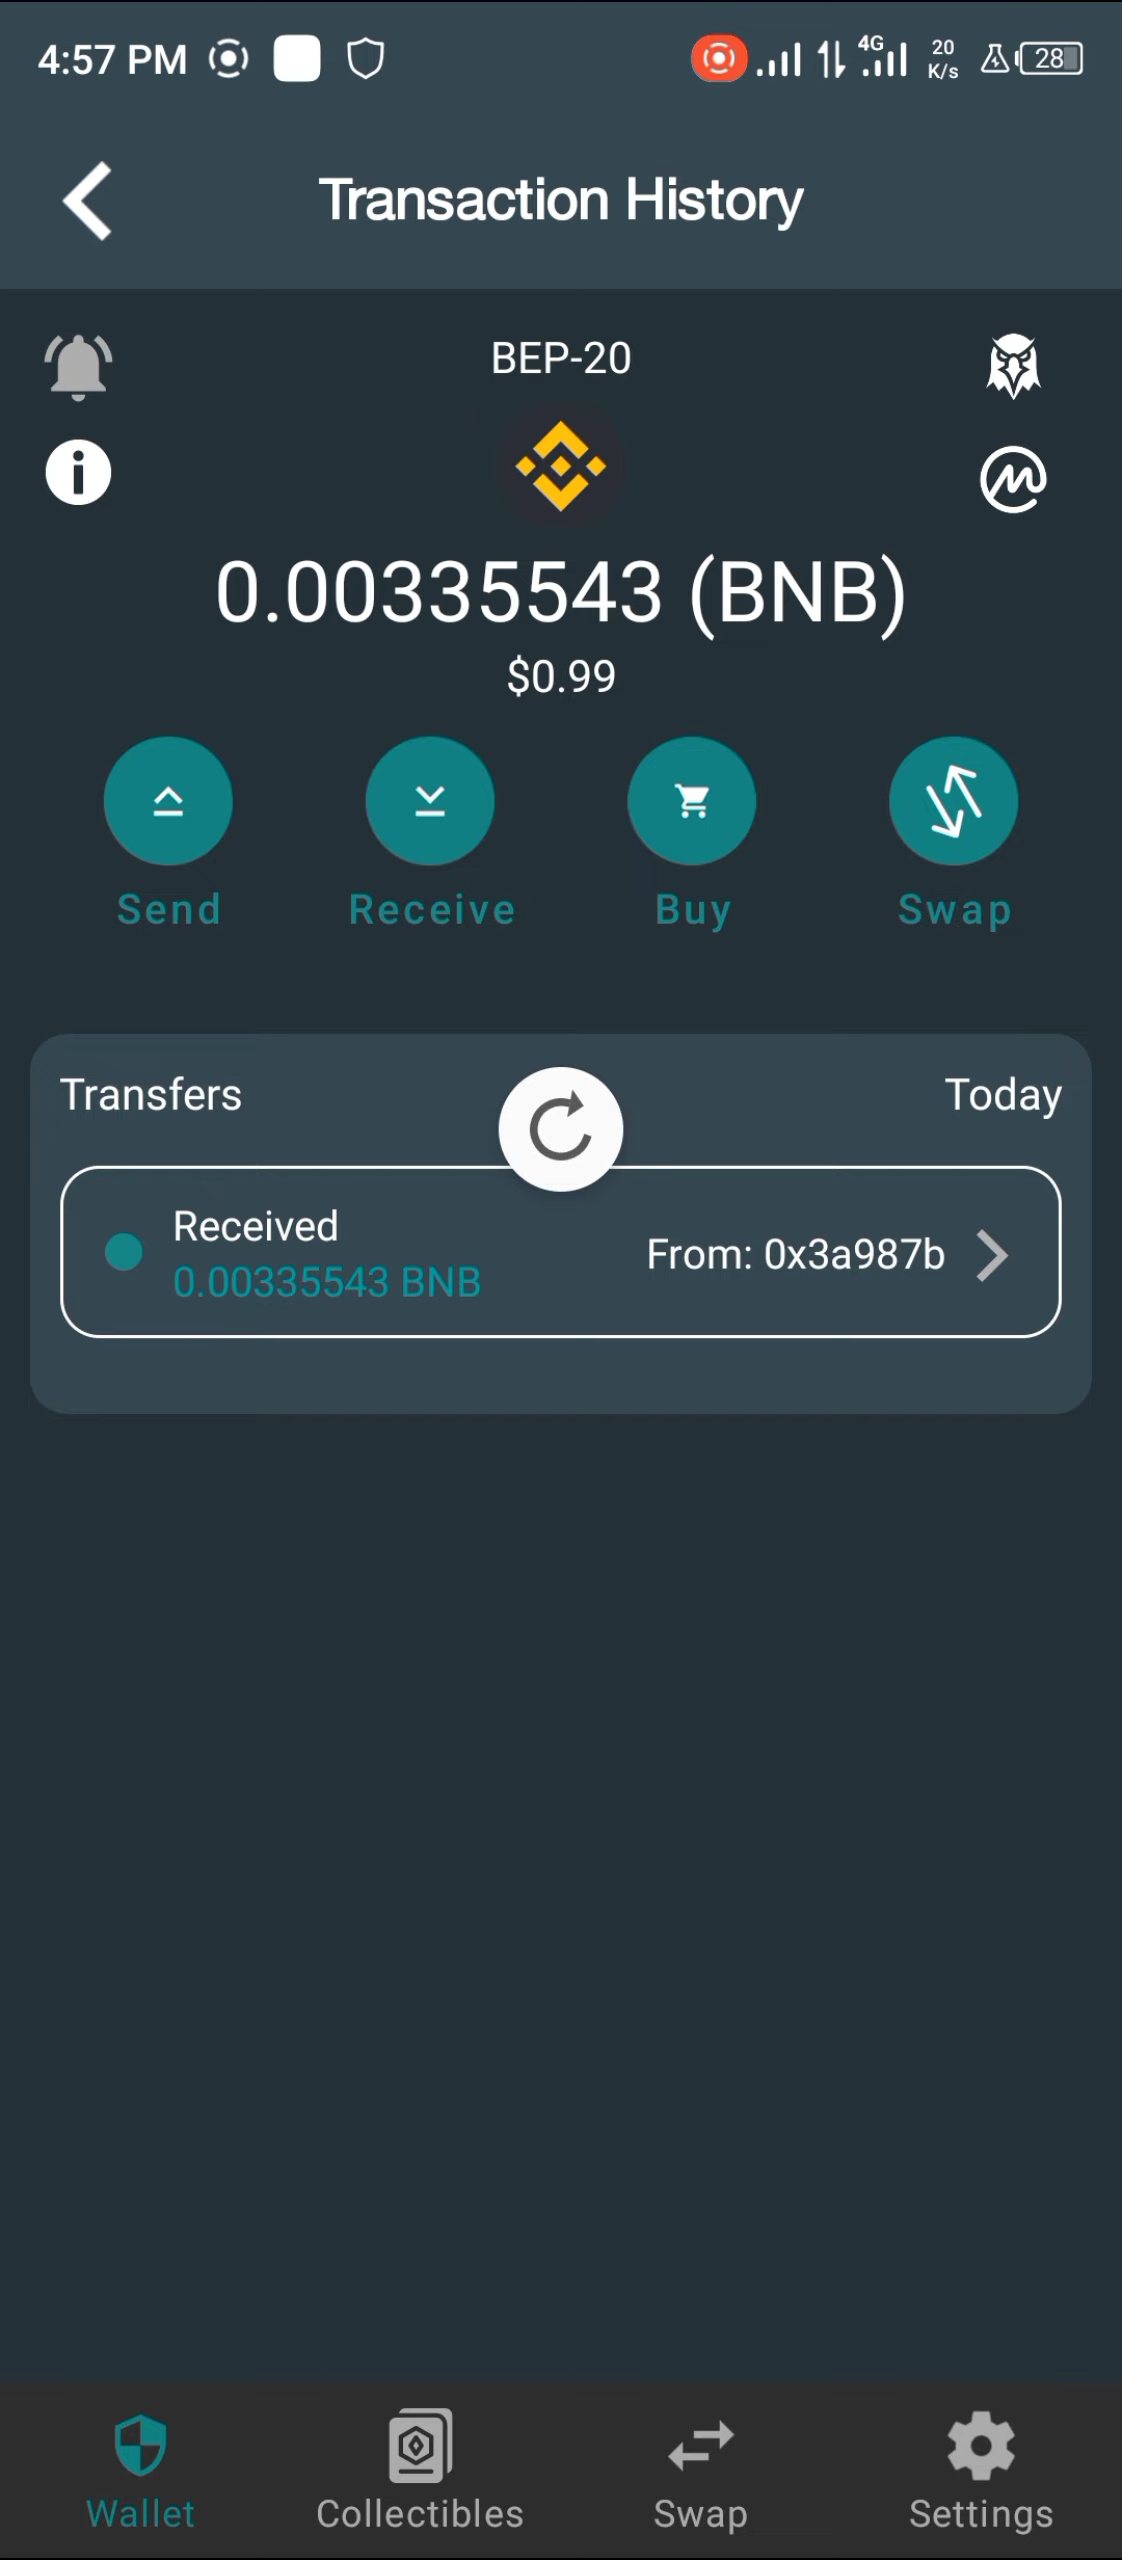 4:57 PM
4G
20
K/s
28
Transaction History
BEP-20
0.00335543 (BNB)
$0.99
Send
Receive
Buy
Swap
Transfers
Today
Received
0.00335543 BNB
From: 0x3a987b
Wallet
Collectibles
Swap
Settings